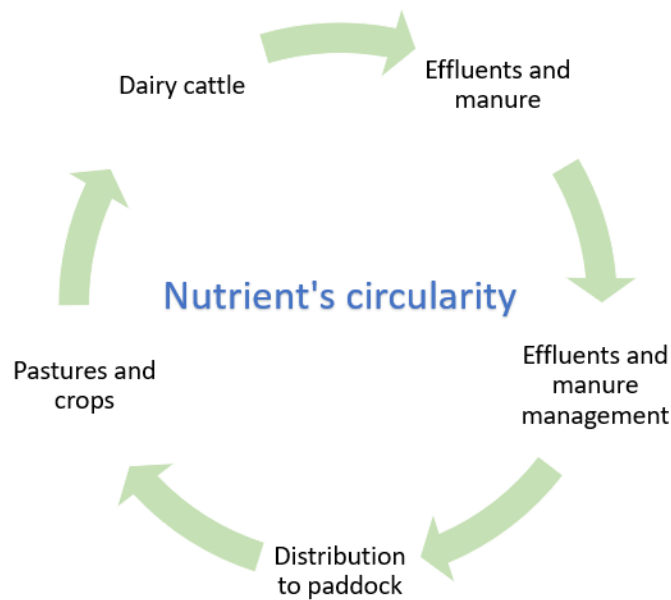 Dairy cattle
Effluents and
manure
Nutrient's circularity
Effluents and
manure
management
Distribution
to paddock
Pastures and
crops